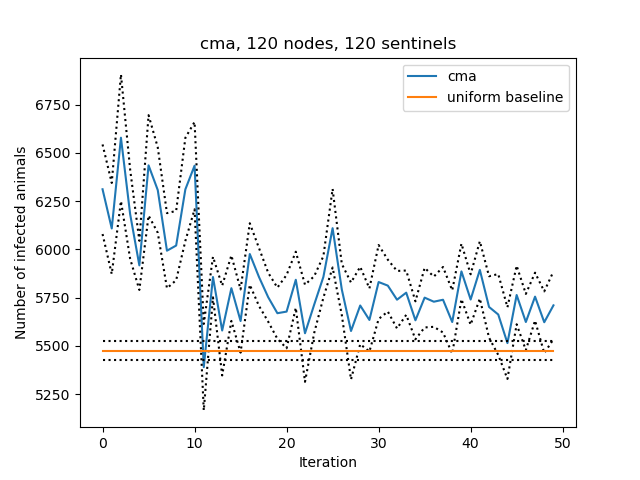 cma, 120 nodes, 120 sentinels
cma
uniform baseline
Number of infected animals
6750
6500
6250
6000
5750
5500
5250
0 10 20 30 40 50
Iteration